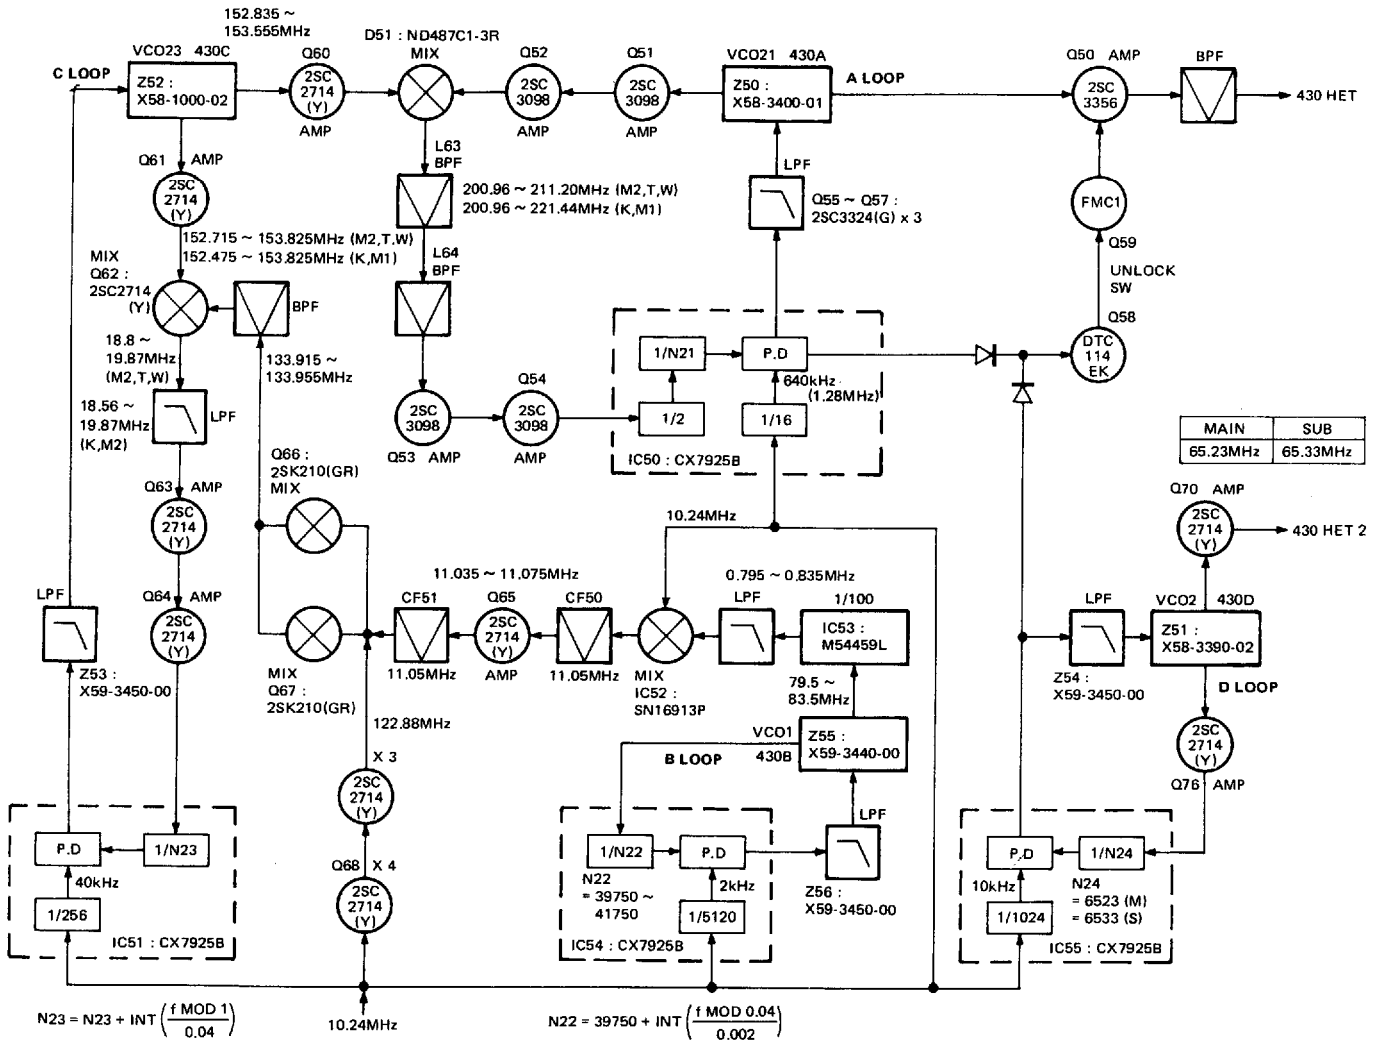 152.835 ~
153.555MHz
D51 : ND487C1-3R
VCO23 430C
Q60
MIX
Q52
Q51
VCO21 430A
Q50 AMP
BPF
C LOOP
Z52 :
X58-1000-02
2SC
2714
(Y)
2SC
3098
2SC
3098
Z50 :
X58-3400-01
A LOOP
2SC
3356
430 HET
AMP
AMP
AMP
Q61 AMP
L63
BPF
LPF
2SC
2714
(Y)
200.96 ~ 211.20MHz (M2,T,W)
200.96 ~ 221.44MHz (K,M1)
Q55 ~ Q57 :
2SC3324(G) x 3
FMC1
Q59
152.715 ~ 153.825MHz (M2,T,W)
152.475 ~ 153.825MHz (K,M1)
L64
BPF
MIX
Q62 :
2SC2714
(Y)
BPF
UNLOCK
SW
Q58
18.8 ~
19.87MHz
(M2,T,W)
133.915 ~
133.955MHz
1/N21
P.D
DTC
114
EK
640kHz
(1.28MHz)
18.56 ~
19.87MHz
(K,M2)
LPF
Q54
2SC
3098
2SC
3098
1/2
1/16
Q53 AMP
AMP
IC50 : CX7925B
MAIN SUB
65.23MHz 65.33MHz
Q66 :
2SK210(GR)
MIX
Q63 AMP
2SC
2714
(Y)
Q70 AMP
2SC
2714
(Y)
430 HET 2
10.24MHz
11.035 ~ 11.075MHz
0.795 ~ 0.835MHz
LPF
Q64 AMP
2SC
2714
(Y)
CF51
Q65
2SC
2714
(Y)
CF50
LPF
1/100
IC53 :
M54459L
LPF
VCO2 430D
Z51 :
X58-3390-02
Z53 :
X59-3450-00
MIX
Q67 :
2SK210(GR)
11.05MHz
AMP
11.05MHz
MIX
IC52 :
SN16913P
79.5 ~
83.5MHz
Z54 :
X59-3450-00
D LOOP
122.88MHz
VCO1
430B
Z55 :
X59-3440-00
B LOOP
2SC
2714
(Y)
Q76 AMP
X 3
2SC
2714
(Y)
LPF
P.D
1/N23
1/N22
P.D
P.D
1/N24
40kHz
Q68 X 4
2SC
2714
(Y)
N22
= 39750 ~
41750
2kHz
Z56 :
X59-3450-00
10kHz
N24
= 6523 (M)
= 6533 (S)
1/256
1/5120
1/1024
IC51 : CX7925B
IC54 : CX7925B
IC55 : CX7925B
N23 = N23 + INT ( f MOD 1 / 0.04 )
10.24MHz
N22 = 39750 + INT ( f MOD 0.04 / 0.002 )